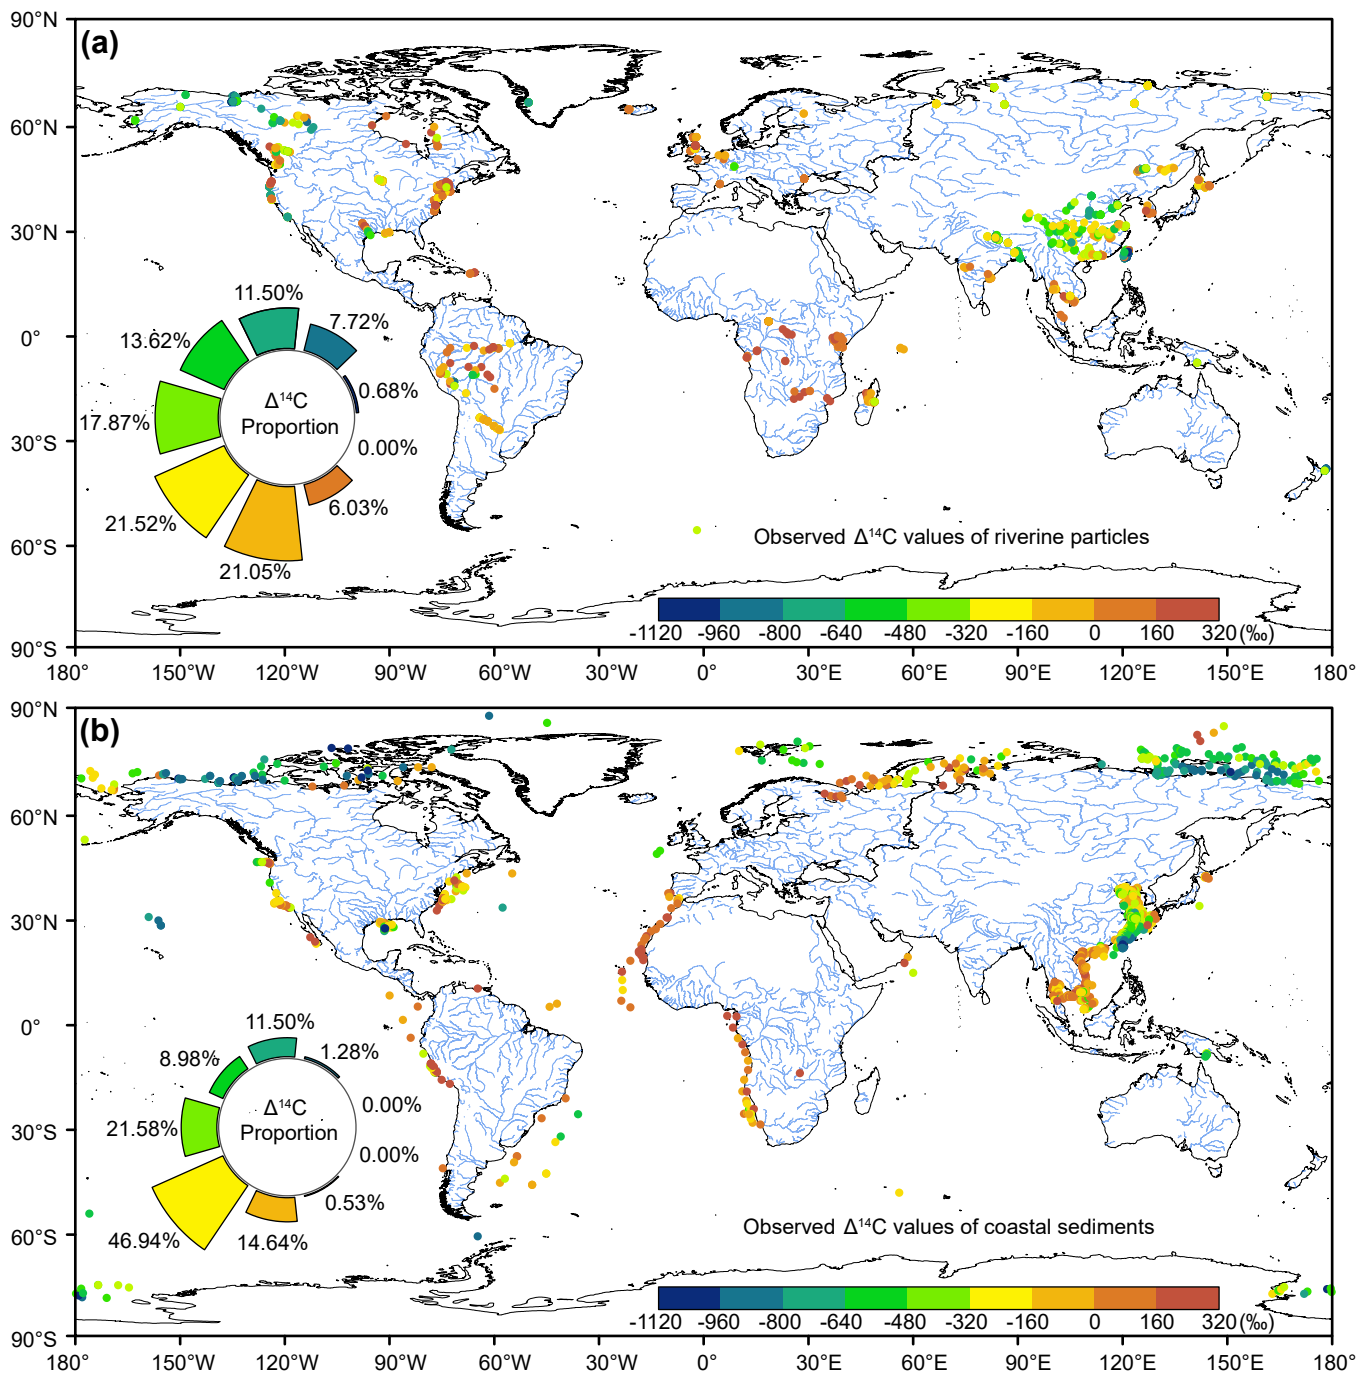 90°N
(a)
60°N
30°N
0°
30°S
60°S
90°S
11.50%
7.72%
13.62%
0.68%
Δ¹⁴C
Proportion
17.87%
0.00%
6.03%
21.52%
21.05%
Observed Δ¹⁴C values of riverine particles
-1120 -960 -800 -640 -480 -320 -160 0 160 320 (‰)
180° 150°W 120°W 90°W 60°W 30°W 0° 30°E 60°E 90°E 120°E 150°E 180°
90°N
(b)
60°N
30°N
0°
30°S
60°S
90°S
11.50%
1.28%
8.98%
0.00%
Δ¹⁴C
Proportion
21.58%
0.00%
0.53%
46.94%
14.64%
Observed Δ¹⁴C values of coastal sediments
-1120 -960 -800 -640 -480 -320 -160 0 160 320 (‰)
180° 150°W 120°W 90°W 60°W 30°W 0° 30°E 60°E 90°E 120°E 150°E 180°